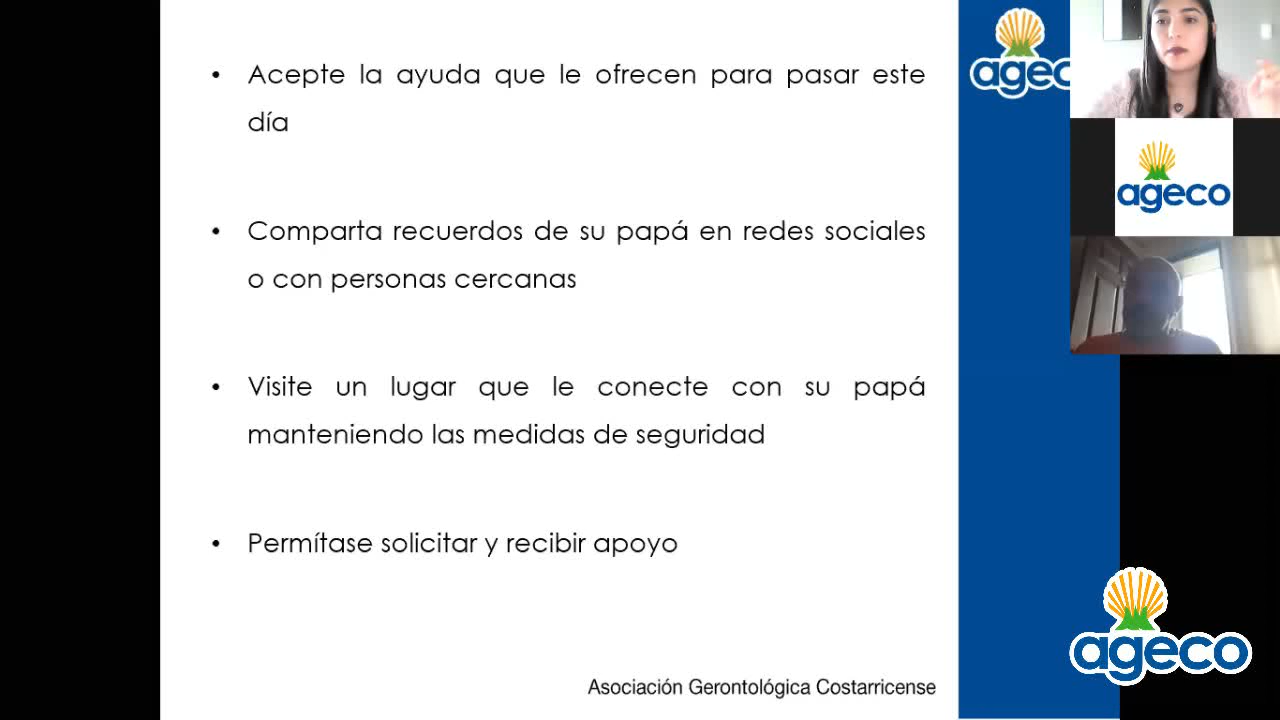 • Acepte la ayuda que le ofrecen para pasar este
día
• Comparta recuerdos de su papá en redes sociales
o con personas cercanas
• Visite un lugar que le conecte con su papá
manteniendo las medidas de seguridad
• Permítase solicitar y recibir apoyo
Asociación Gerontológica Costarricense
agec
ageco
ageco